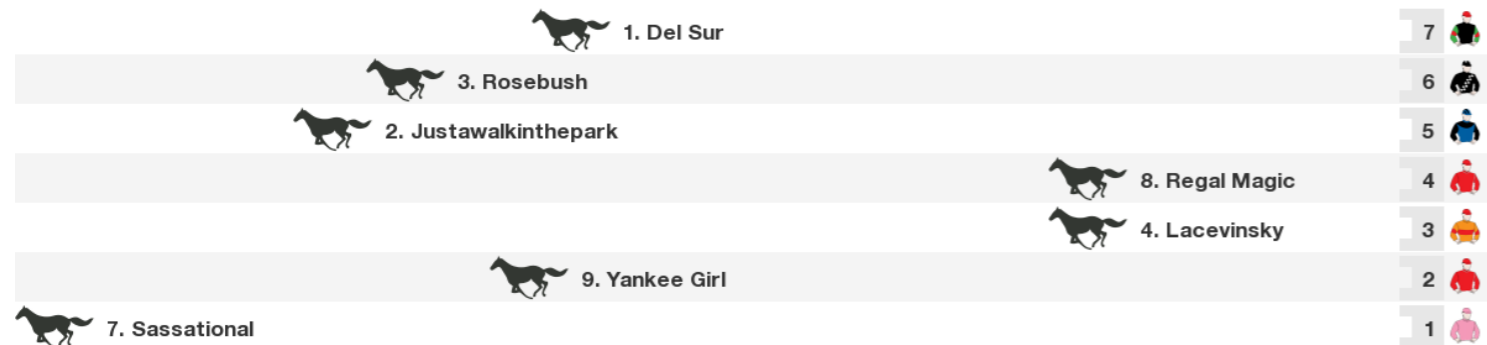 1. Del Sur 7
3. Rosebush 6
2. Justawalkinthepark 5
8. Regal Magic 4
4. Lacevinsky 3
9. Yankee Girl 2
7. Sassational 1